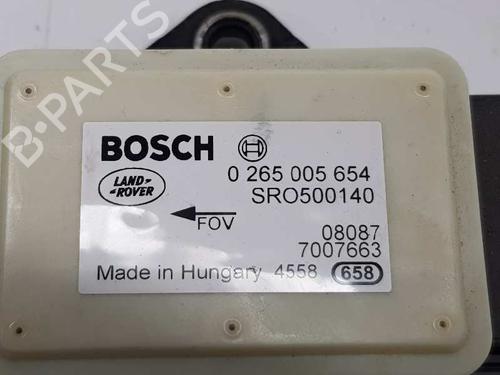 BOSCH
0 265 005 654
LAND-
-ROVER
SRO500140
FOV
08087
7007663
Made in Hungary 4558 658
B-PARTS